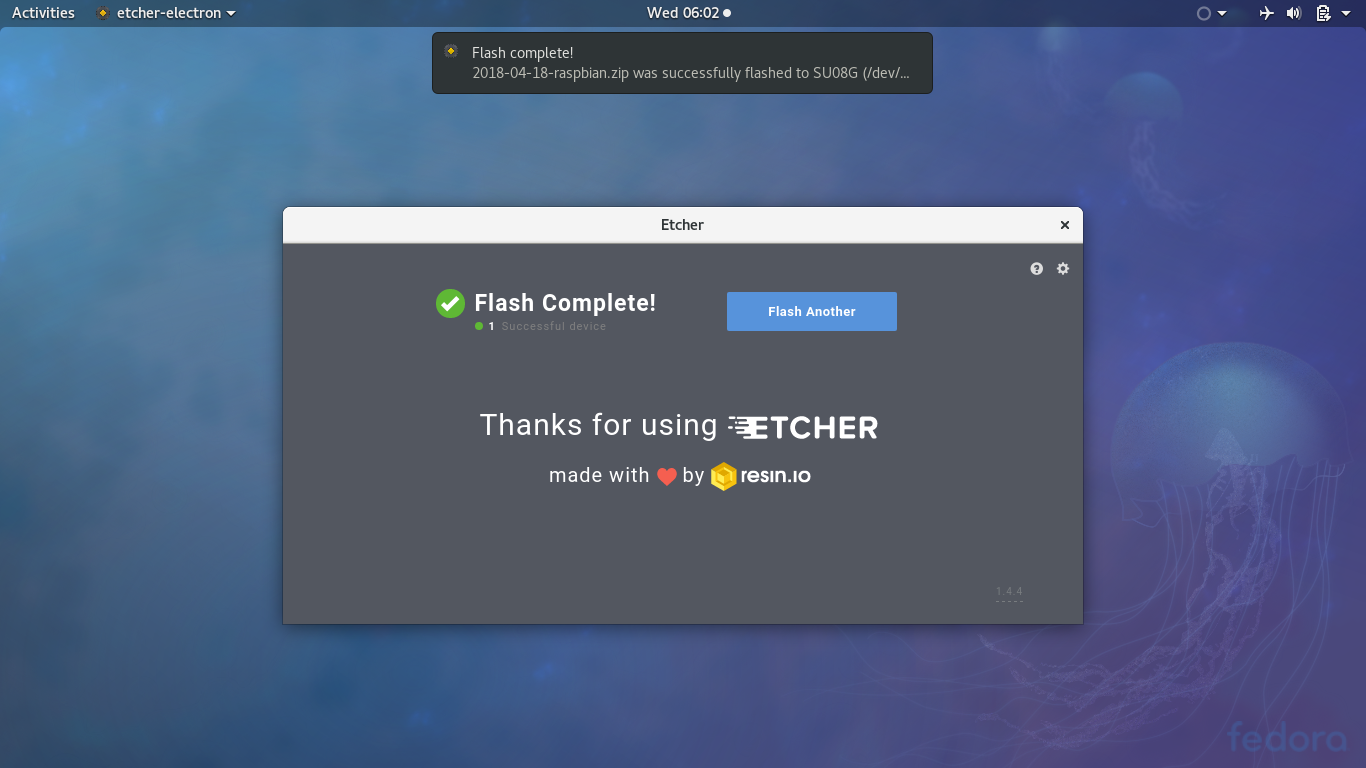 Activities
etcher-electron
Wed 06:02
Flash complete!
2018-04-18-raspbian.zip was successfully flashed to SU08G (/dev/...
Etcher
Flash Complete!
1 Successful device
Flash Another
Thanks for using ETCHER
made with by resin.io
1.4.4
fedora